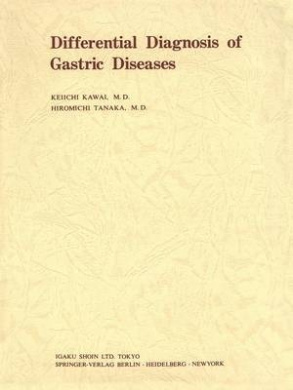 Differential Diagnosis of
Gastric Diseases
KEIICHI KAWAI, M.D.
HIROMICHI TANAKA, M.D.
IGAKU SHOIN LTD. TOKYO
SPRINGER-VERLAG BERLIN · HEIDELBERG · NEWYORK